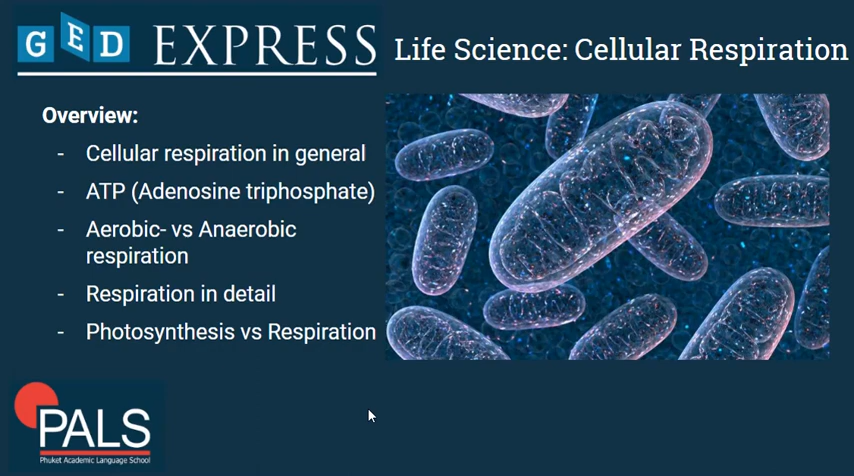 GED EXPRESS
Life Science: Cellular Respiration
Overview:
- Cellular respiration in general
- ATP (Adenosine triphosphate)
- Aerobic- vs Anaerobic
respiration
- Respiration in detail
- Photosynthesis vs Respiration
PALS
Phuket Academic Language School